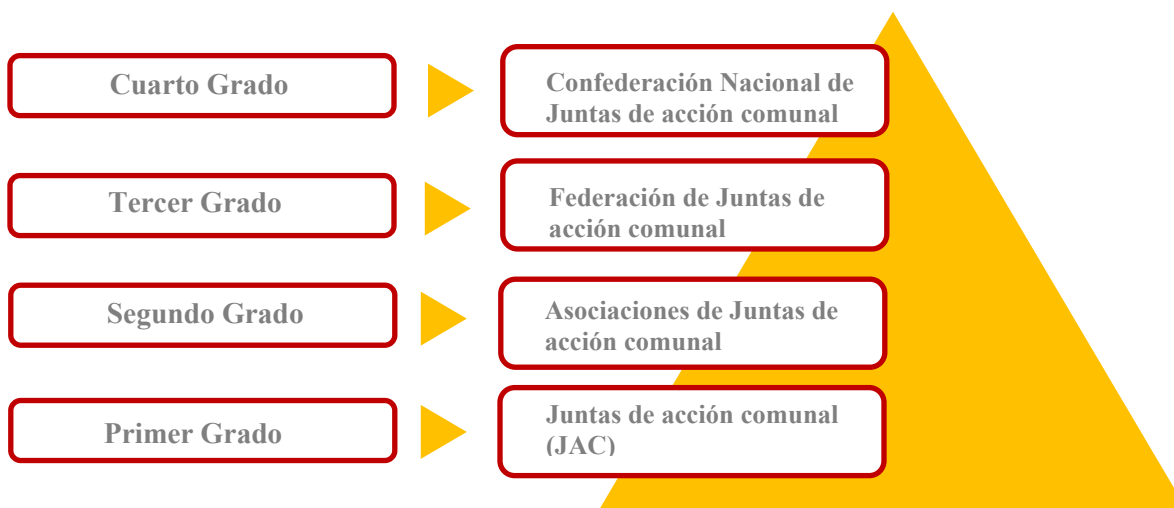 Cuarto Grado
Confederación Nacional de
Juntas de acción comunal
Tercer Grado
Federación de Juntas de
acción comunal
Segundo Grado
Asociaciones de Juntas de
acción comunal
Primer Grado
Juntas de acción comunal
(JAC)